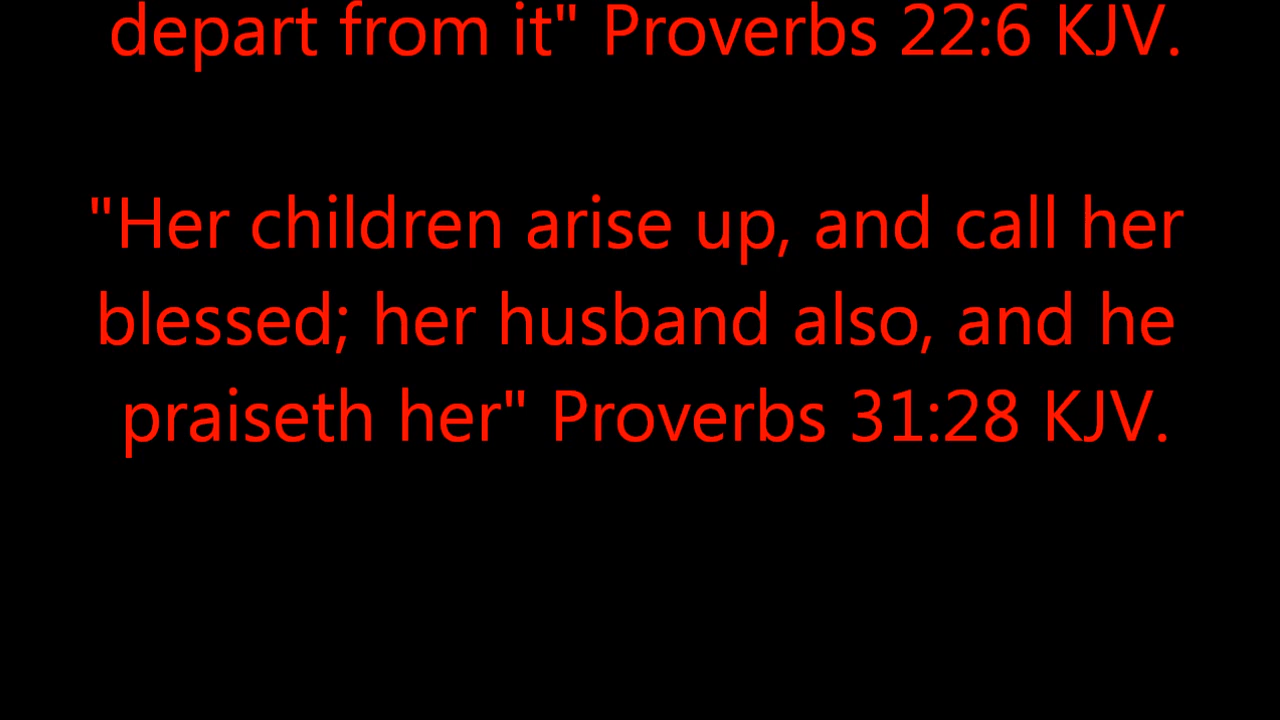 depart from it" Proverbs 22:6 KJV.
"Her children arise up, and call her
blessed; her husband also, and he
praiseth her" Proverbs 31:28 KJV.